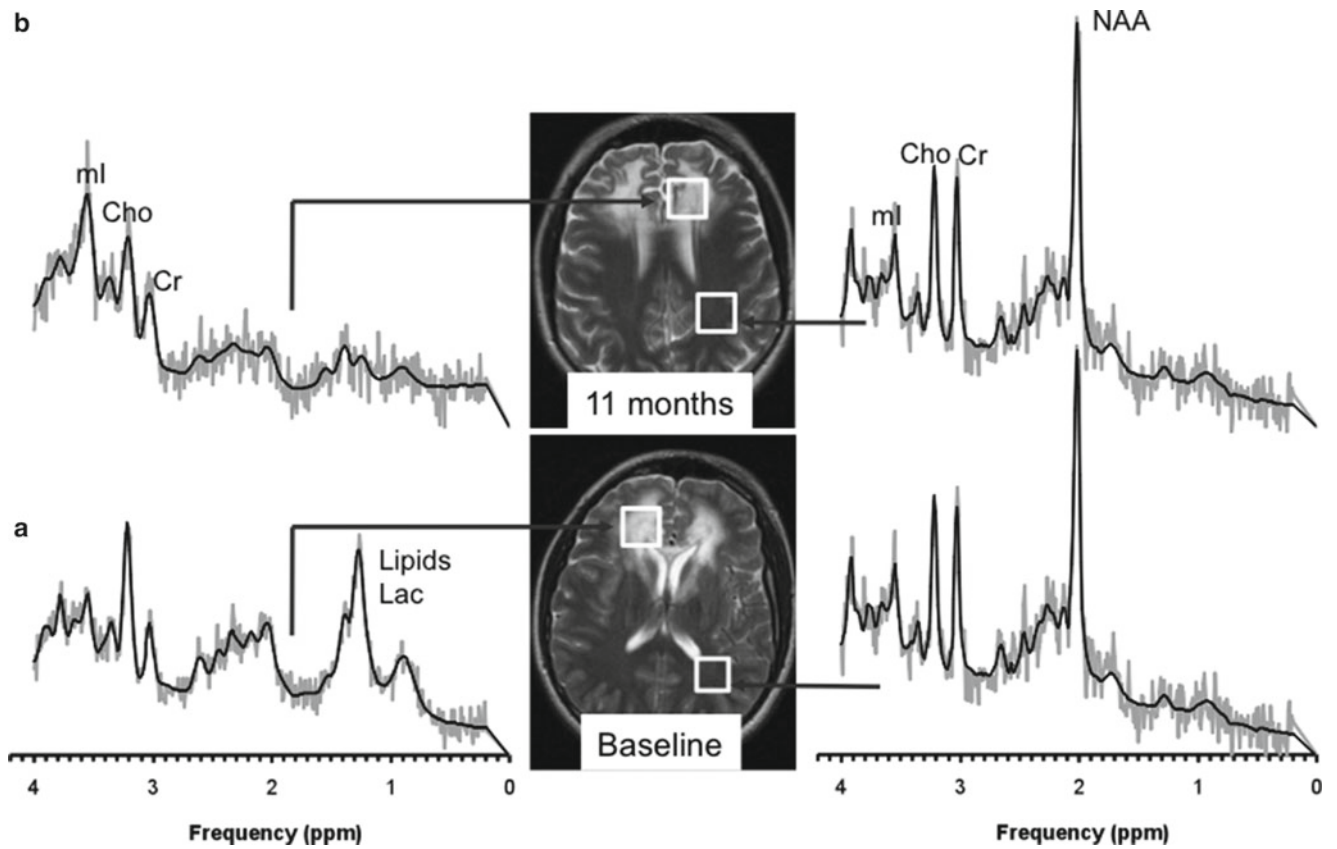 b
NAA
mI
Cho
Cr
Cho Cr
mI
11 months
a
Lipids
Lac
Baseline
4 3 2 1 0
4 3 2 1 0
Frequency (ppm)
Frequency (ppm)